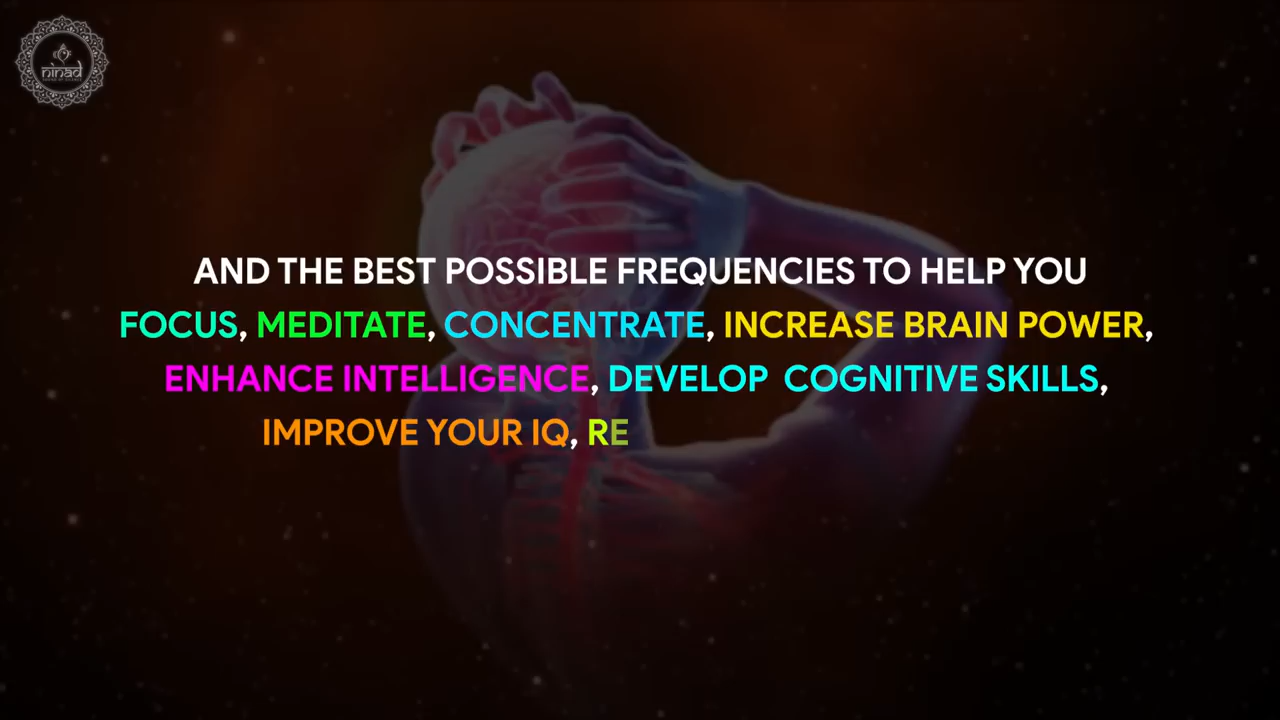 ninad
AND THE BEST POSSIBLE FREQUENCIES TO HELP YOU
FOCUS, MEDITATE, CONCENTRATE, INCREASE BRAIN POWER,
ENHANCE INTELLIGENCE, DEVELOP COGNITIVE SKILLS,
IMPROVE YOUR IQ, RE